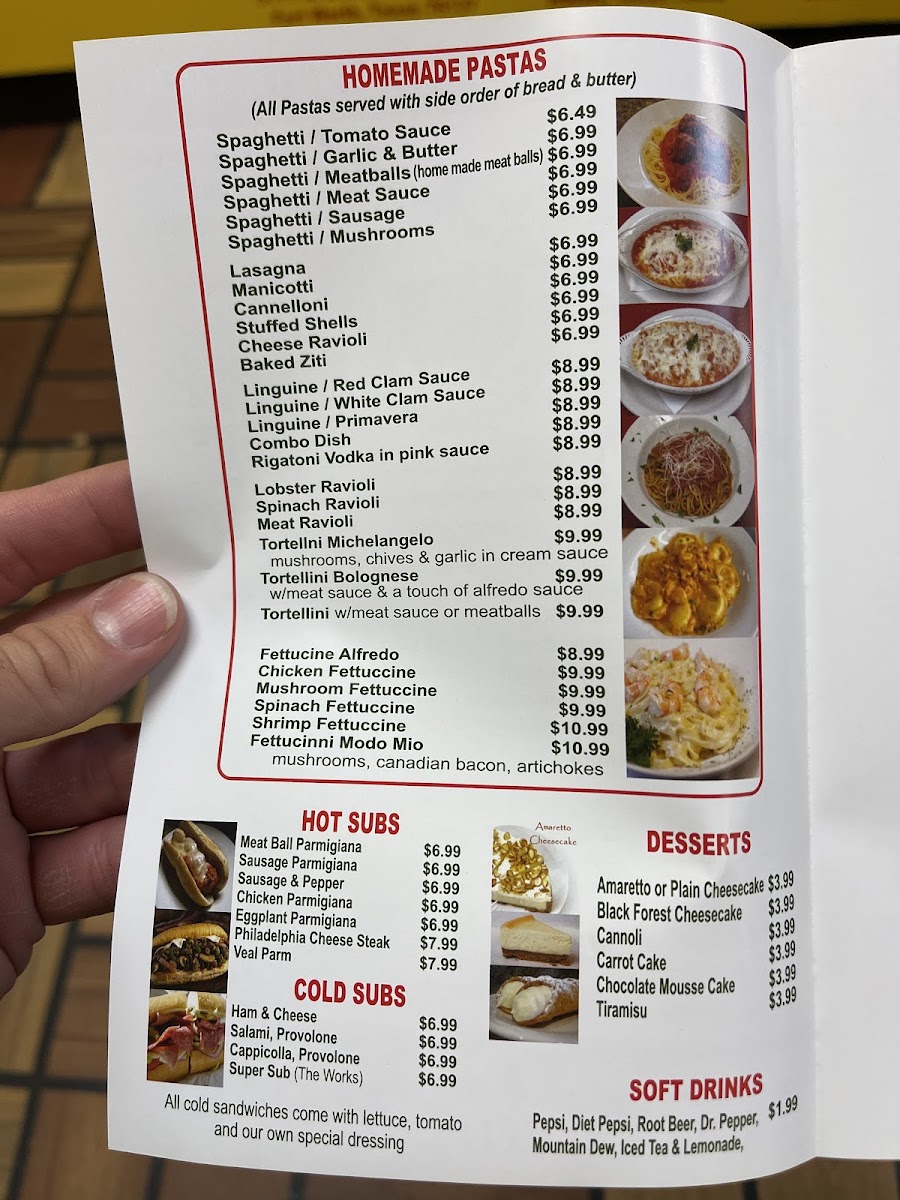 HOMEMADE PASTAS
(All Pastas served with side order of bread & butter)
Spaghetti / Tomato Sauce $6.49
Spaghetti / Garlic & Butter $6.99
Spaghetti / Meatballs (home made meat balls) $6.99
Spaghetti / Meat Sauce $6.99
Spaghetti / Sausage $6.99
Spaghetti / Mushrooms $6.99
Lasagna $6.99
Manicotti $6.99
Cannelloni $6.99
Stuffed Shells $6.99
Cheese Ravioli $6.99
Baked Ziti $6.99
Linguine / Red Clam Sauce $8.99
Linguine / White Clam Sauce $8.99
Linguine / Primavera $8.99
Combo Dish $8.99
Rigatoni Vodka in pink sauce $8.99
Lobster Ravioli $8.99
Spinach Ravioli $8.99
Meat Ravioli $8.99
Tortellni Michelangelo $9.99
mushrooms, chives & garlic in cream sauce
Tortellini Bolognese $9.99
w/meat sauce & a touch of alfredo sauce
Tortellini w/meat sauce or meatballs $9.99
Fettucine Alfredo $8.99
Chicken Fettuccine $9.99
Mushroom Fettuccine $9.99
Spinach Fettuccine $9.99
Shrimp Fettuccine $10.99
Fettucinni Modo Mio $10.99
mushrooms, canadian bacon, artichokes
HOT SUBS
Meat Ball Parmigiana $6.99
Sausage Parmigiana $6.99
Sausage & Pepper $6.99
Chicken Parmigiana $6.99
Eggplant Parmigiana $6.99
Philadelphia Cheese Steak $7.99
Veal Parm $7.99
COLD SUBS
Ham & Cheese $6.99
Salami, Provolone $6.99
Cappicolla, Provolone $6.99
Super Sub (The Works) $6.99
All cold sandwiches come with lettuce, tomato
and our own special dressing
Amaretto
Cheesecake
DESSERTS
Amaretto or Plain Cheesecake $3.99
Black Forest Cheesecake $3.99
Cannoli $3.99
Carrot Cake $3.99
Chocolate Mousse Cake $3.99
Tiramisu $3.99
SOFT DRINKS
Pepsi, Diet Pepsi, Root Beer, Dr. Pepper, $1.99
Mountain Dew, Iced Tea & Lemonade,